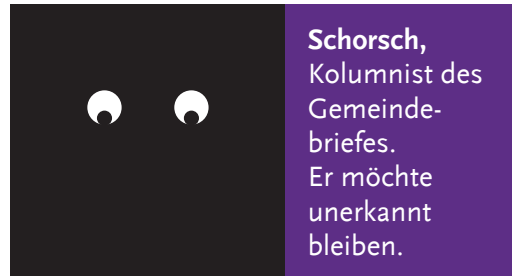 Schorsch,
Kolumnist des
Gemeinde-
briefes.
Er möchte
unerkannt
bleiben.